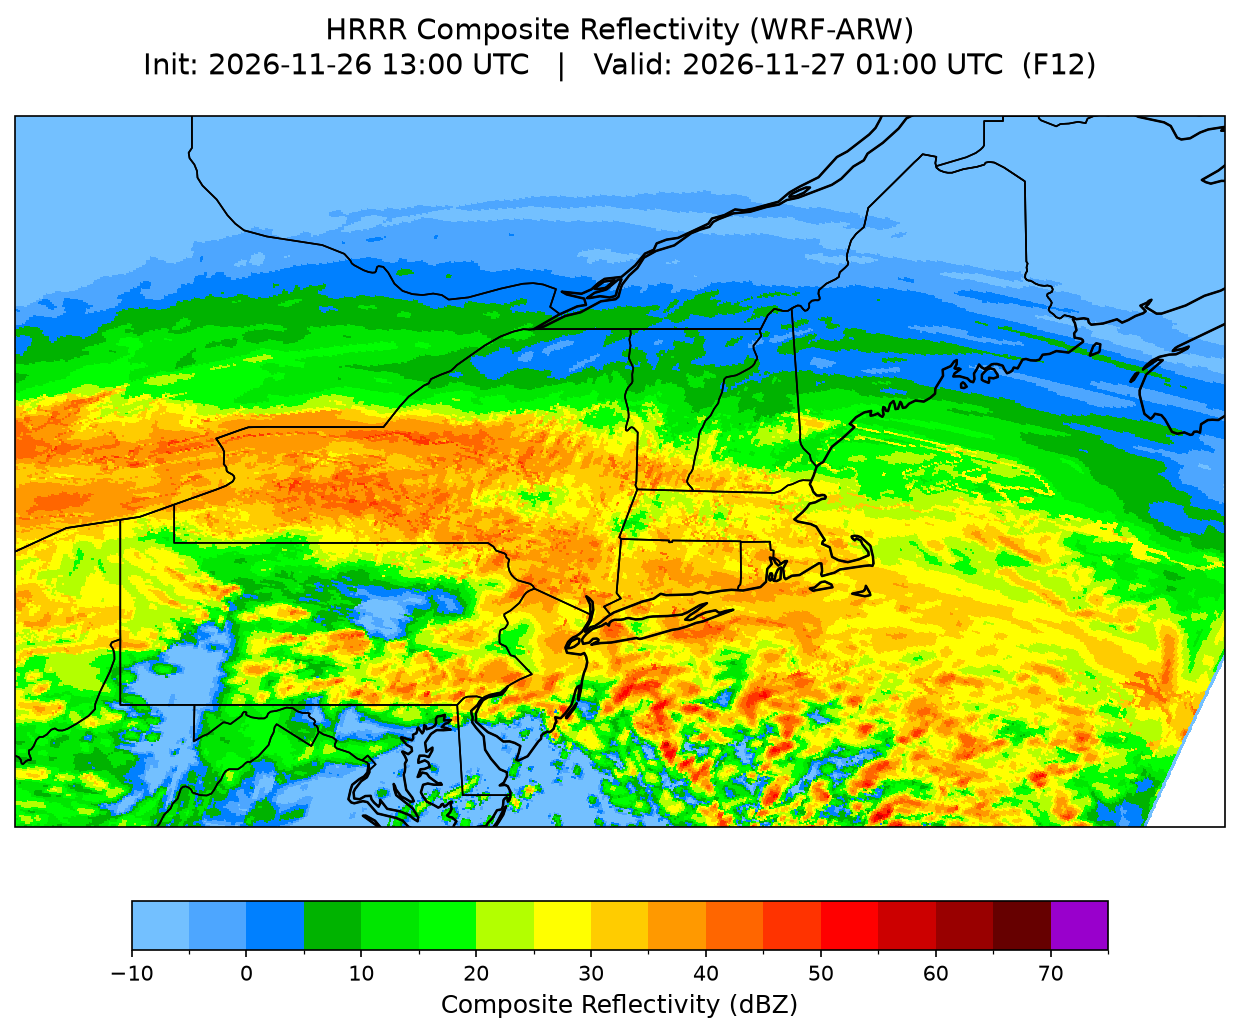 HRRR Composite Reflectivity (WRF-ARW)
Init: 2026-11-26 13:00 UTC   |   Valid: 2026-11-27 01:00 UTC  (F12)
−10 0 10 20 30 40 50 60 70
Composite Reflectivity (dBZ)